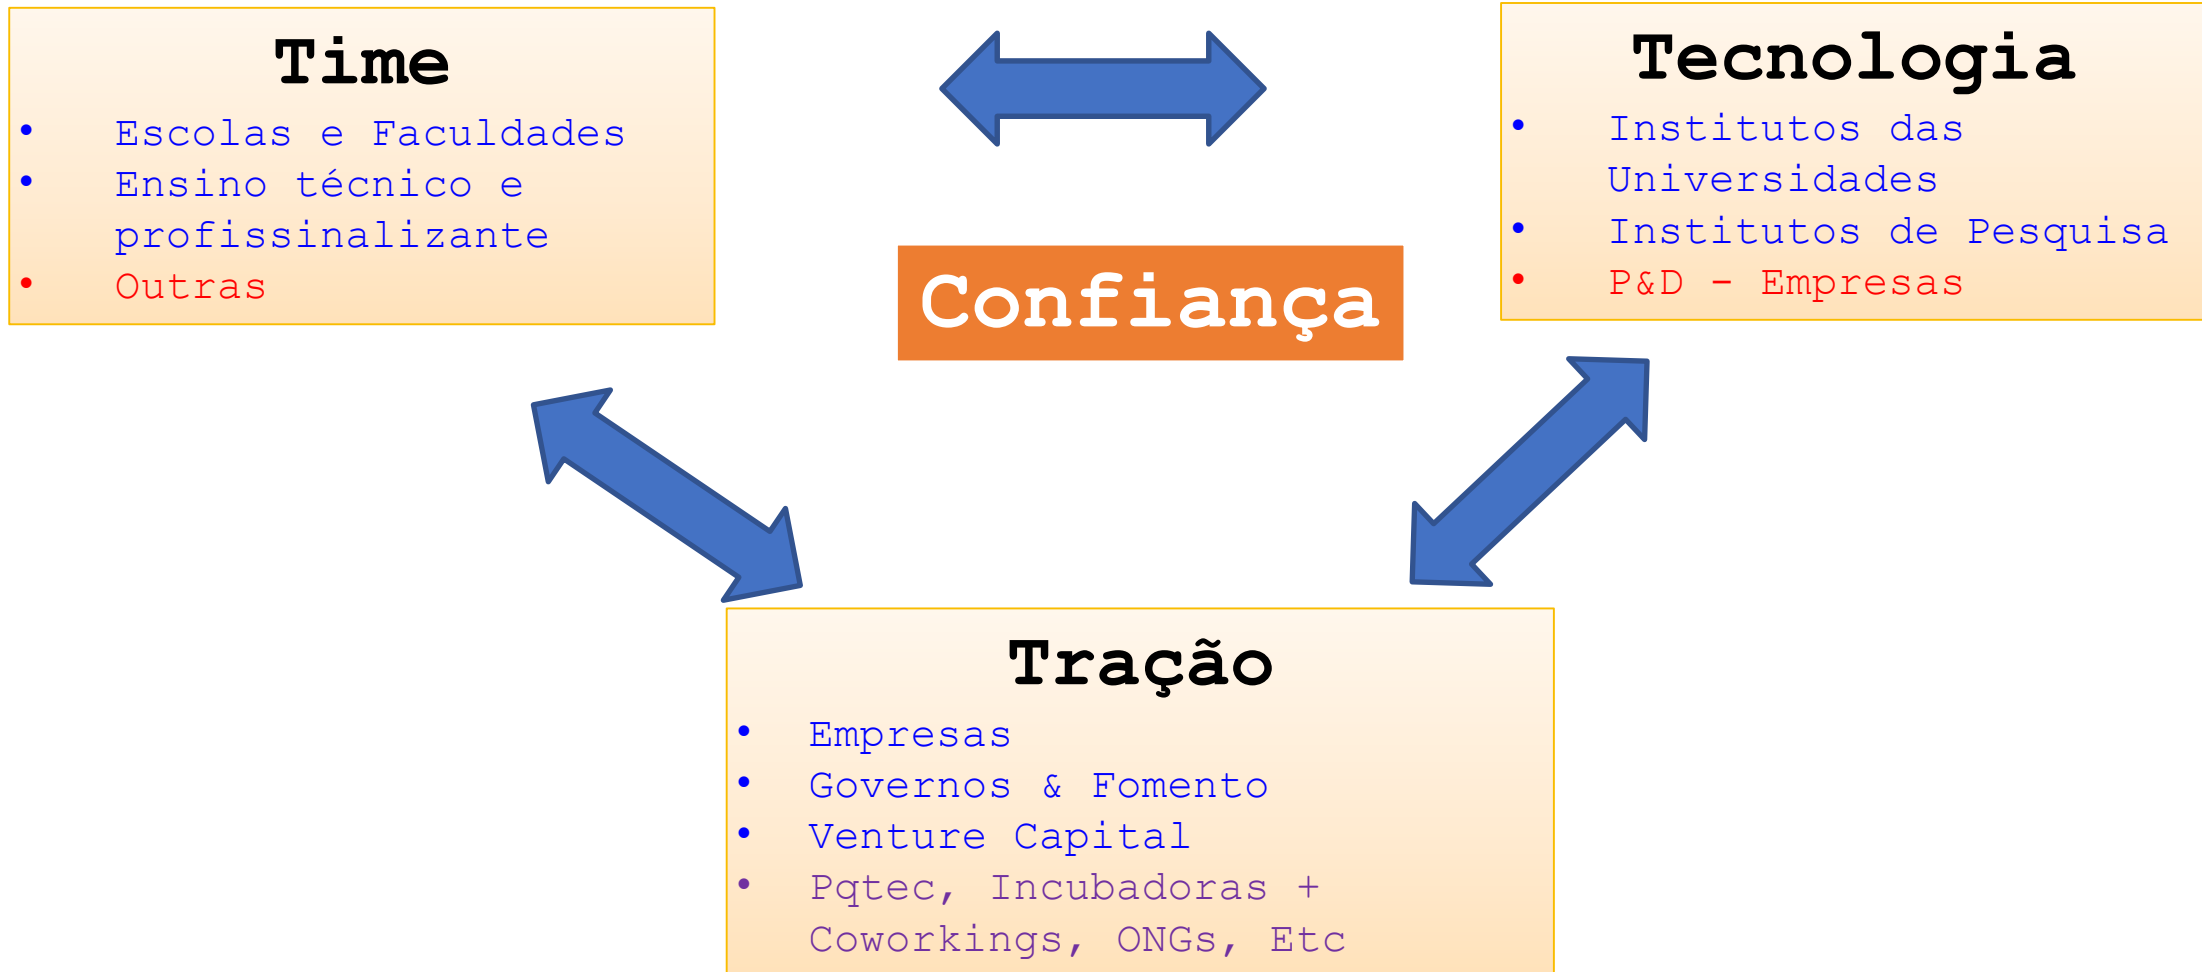 Time
• Escolas e Faculdades
• Ensino técnico e
profissinalizante
• Outras
Tecnologia
• Institutos das
Universidades
• Institutos de Pesquisa
• P&D - Empresas
Confiança
Tração
• Empresas
• Governos & Fomento
• Venture Capital
• Pqtec, Incubadoras +
Coworkings, ONGs, Etc